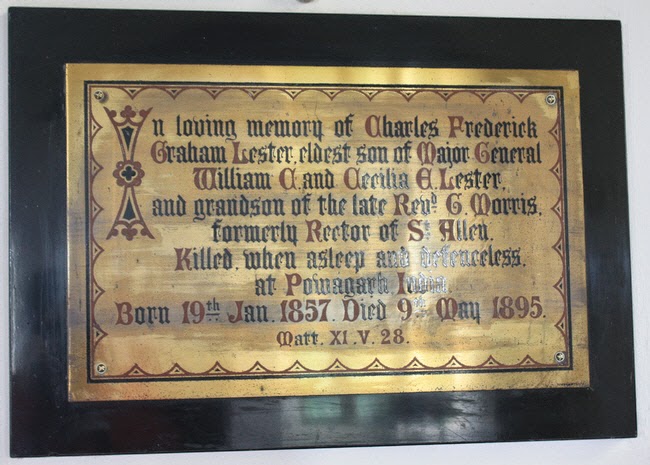 In loving memory of Charles Frederick
Graham Lester, eldest son of Major General
William C. and Cecilia E. Lester,
and grandson of the late Revd. G. Morris,
formerly Rector of St. Allen.
Killed, when asleep and defenceless,
at Powagarh India.
Born 19th Jan. 1857. Died 9th May 1895.
Matt. XI. V. 28.